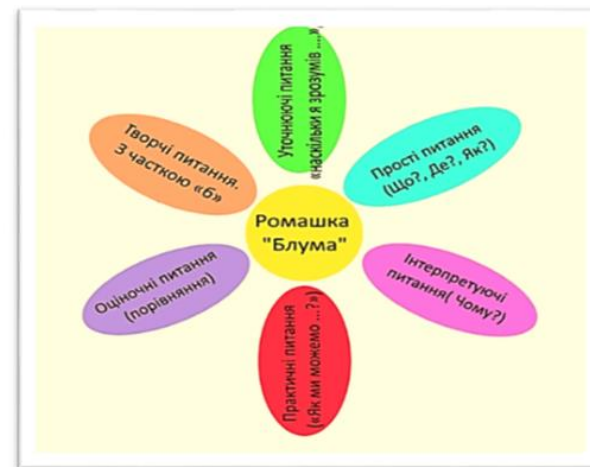 Ромашка
"Блума"
Уточнюючі питання
«наскільки я зрозумів ....»,
Прості питання
(Що?, Де?, Як?)
Інтерпретуючі
питання( Чому?)
Практичні питання
(«Як ми можемо ...?»)
Оціночні питання
(порівняння)
Творчі питання.
З часткою «б»